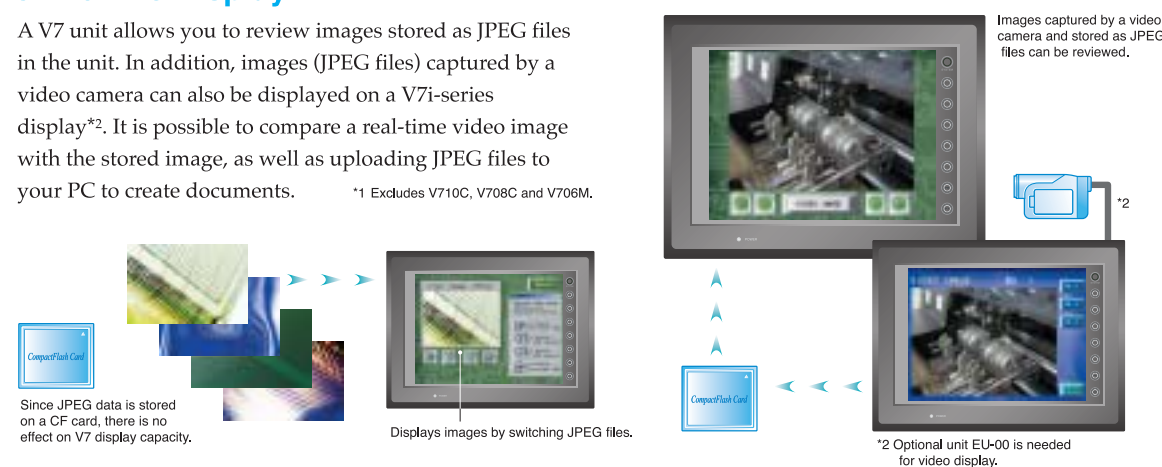 A V7 unit allows you to review images stored as JPEG files
in the unit. In addition, images (JPEG files) captured by a
video camera can also be displayed on a V7i-series
display*2. It is possible to compare a real-time video image
with the stored image, as well as uploading JPEG files to
your PC to create documents.
*1 Excludes V710C, V708C and V706M.
CompactFlash Card
Since JPEG data is stored
on a CF card, there is no
effect on V7 display capacity.
Displays images by switching JPEG files.
Images captured by a video
camera and stored as JPEG
files can be reviewed.
*2
CompactFlash Card
*2 Optional unit EU-00 is needed
for video display.